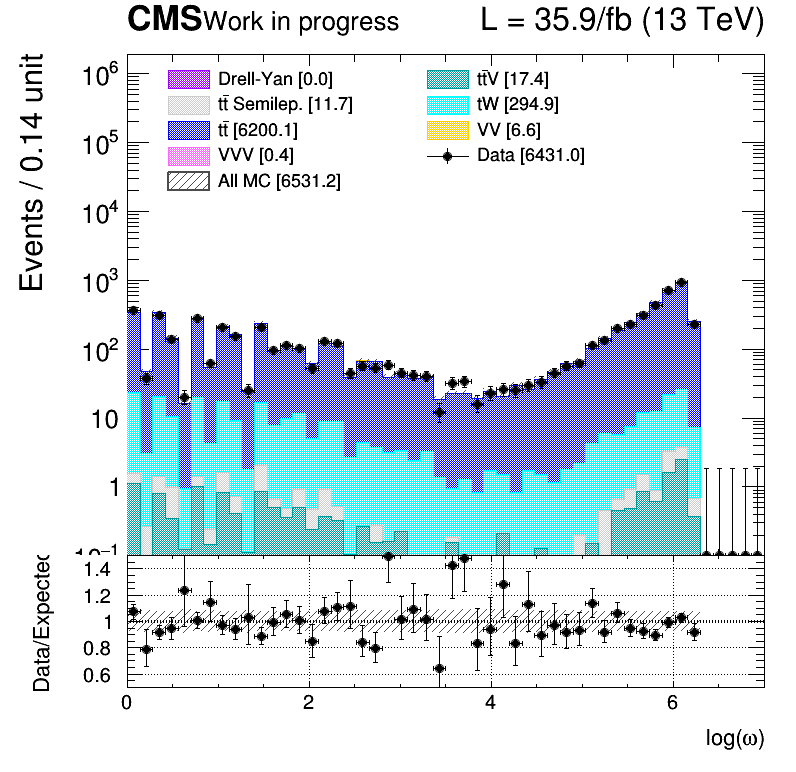 CMS Work in progress L = 35.9/fb (13 TeV)
Events / 0.14 unit
10⁶
10⁵
10⁴
10³
10²
10
1
10⁻¹
Drell-Yan [0.0]
tt̄ Semilep. [11.7]
tt̄ [6200.1]
VVV [0.4]
All MC [6531.2]
tt̄V [17.4]
tW [294.9]
VV [6.6]
Data [6431.0]
Data/Expected
1.4
1.2
1
0.8
0.6
0 2 4 6
log(ω)